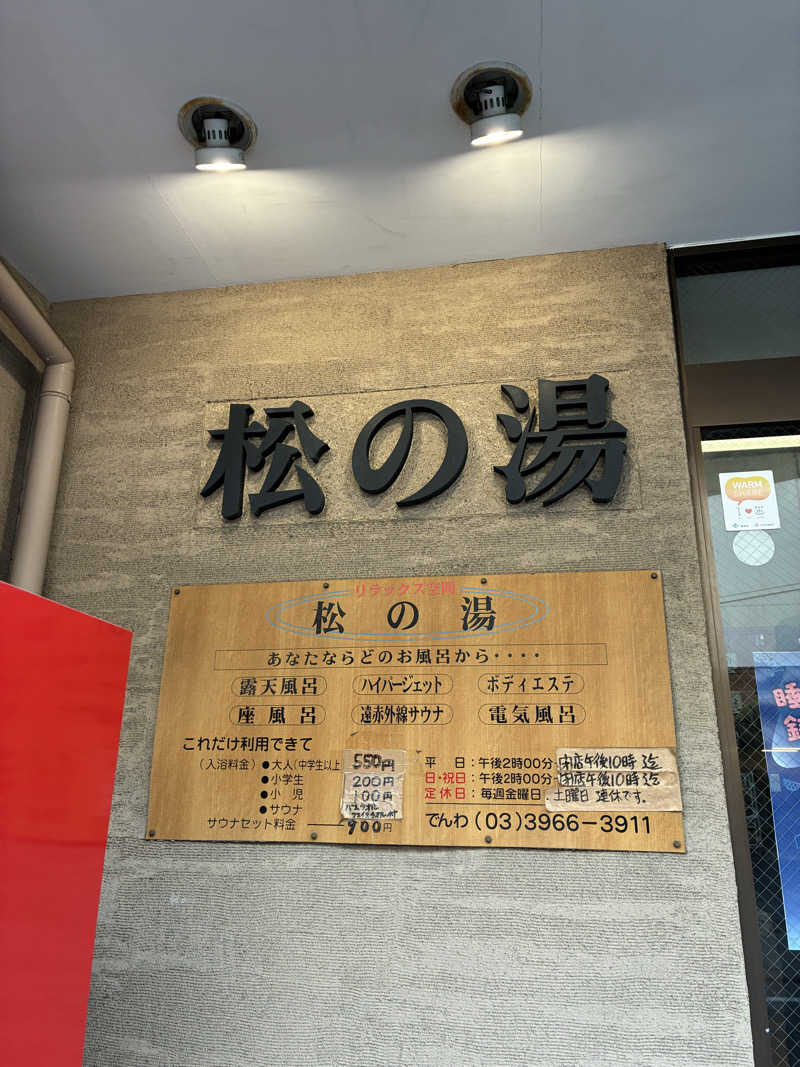 松の湯
リラックス空間
松の湯
あなたならどのお風呂から・・・・
露天風呂 ハイパージェット ボディエステ
座風呂 遠赤外線サウナ 電気風呂
これだけ利用できて
(入浴料金) ●大人(中学生以上 550円
●小学生 200円
●小児 100円
●サウナ
サウナセット料金 900円
平日:午後2時00分 閉店午後10時迄
日・祝日:午後2時00分 閉店午後10時迄
定休日:毎週金曜日・土曜日連休です。
でんわ(03)3966-3911
WARM
SHARE
睡